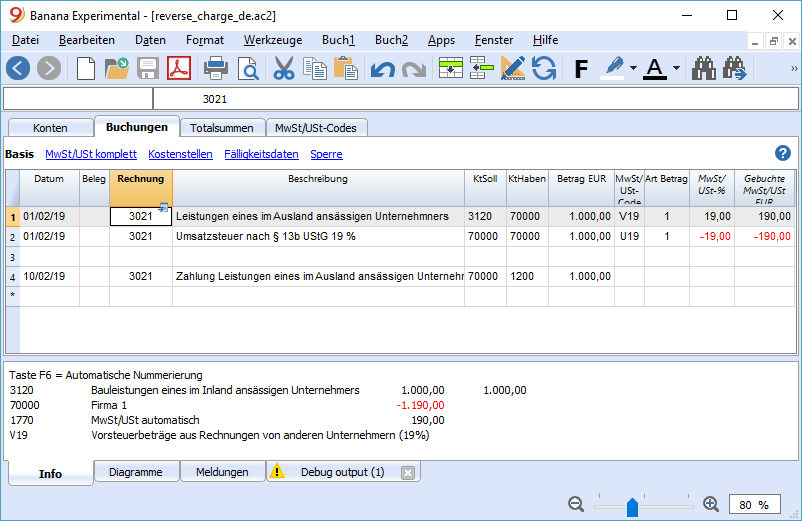 Banana Experimental - [reverse_charge_de.ac2]
Datei Bearbeiten Daten Format Werkzeuge Buch1 Buch2 Apps Fenster Hilfe
F A »
3021
Konten Buchungen Totalsummen MwSt/USt-Codes
Basis MwSt/USt komplett Kostenstellen Fälligkeitsdaten Sperre ?
Datum Beleg Rechnung Beschreibung KtSoll KtHaben Betrag EUR MwSt/USt-Code Art Betrag MwSt/USt-% Gebuchte MwSt/USt EUR
1 01/02/19 3021 Leistungen eines im Ausland ansässigen Unternehmners 3120 70000 1.000,00 V19 1 19,00 190,00
2 01/02/19 3021 Umsatzsteuer nach § 13b UStG 19 % 70000 70000 1.000,00 U19 1 -19,00 -190,00
3
4 10/02/19 3021 Zahlung Leistungen eines im Ausland ansässigen Unternehm 70000 1200 1.000,00
*
Taste F6 = Automatische Nummerierung
3120 Bauleistungen eines im Inland ansässigen Unternehmers 1.000,00 1.000,00
70000 Firma 1 -1.190,00
1770 MwSt/USt automatisch 190,00
V19 Vorsteuerbeträge aus Rechnungen von anderen Unternehmern (19%)
Info Diagramme Meldungen Debug output (1)
80 %